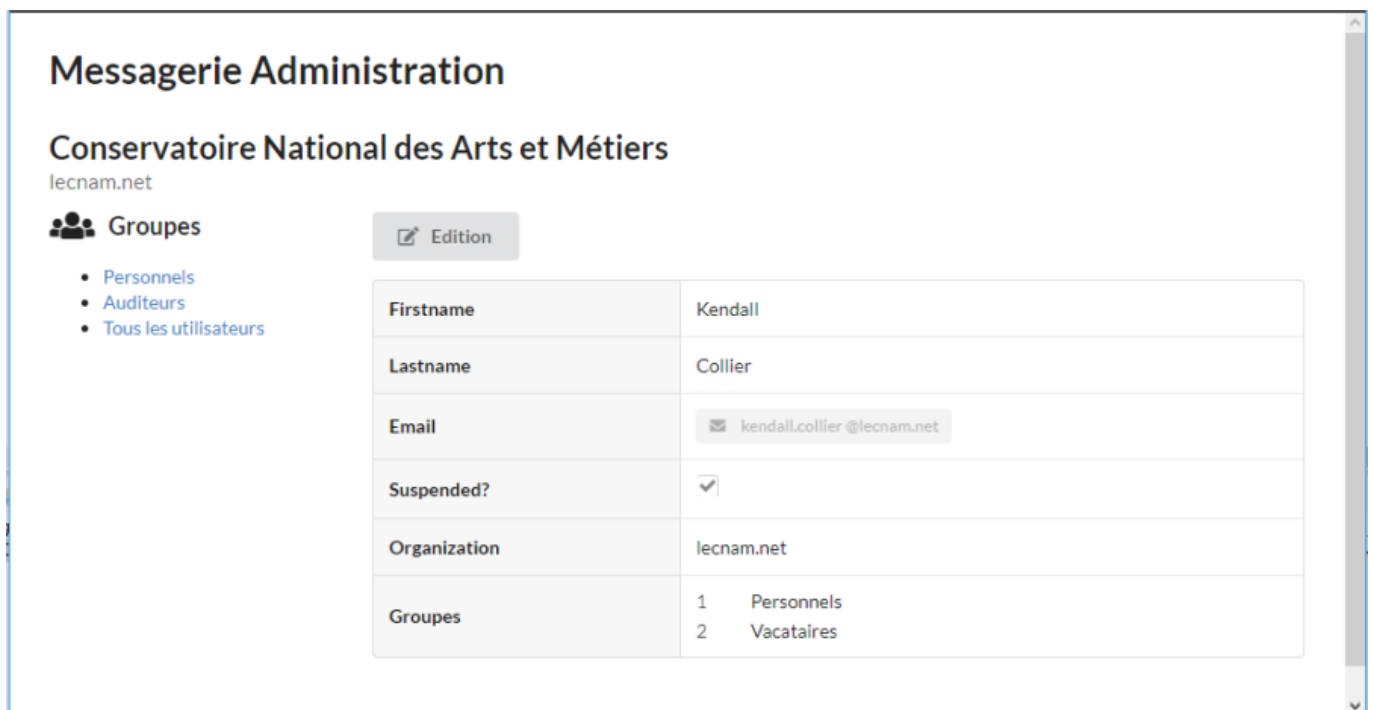 Messagerie Administration
Conservatoire National des Arts et Métiers
lecnam.net
Groupes
• Personnels
• Auditeurs
• Tous les utilisateurs
Edition
Firstname Kendall
Lastname Collier
Email kendall.collier @lecnam.net
Suspended?
Organization lecnam.net
Groupes
1 Personnels
2 Vacataires